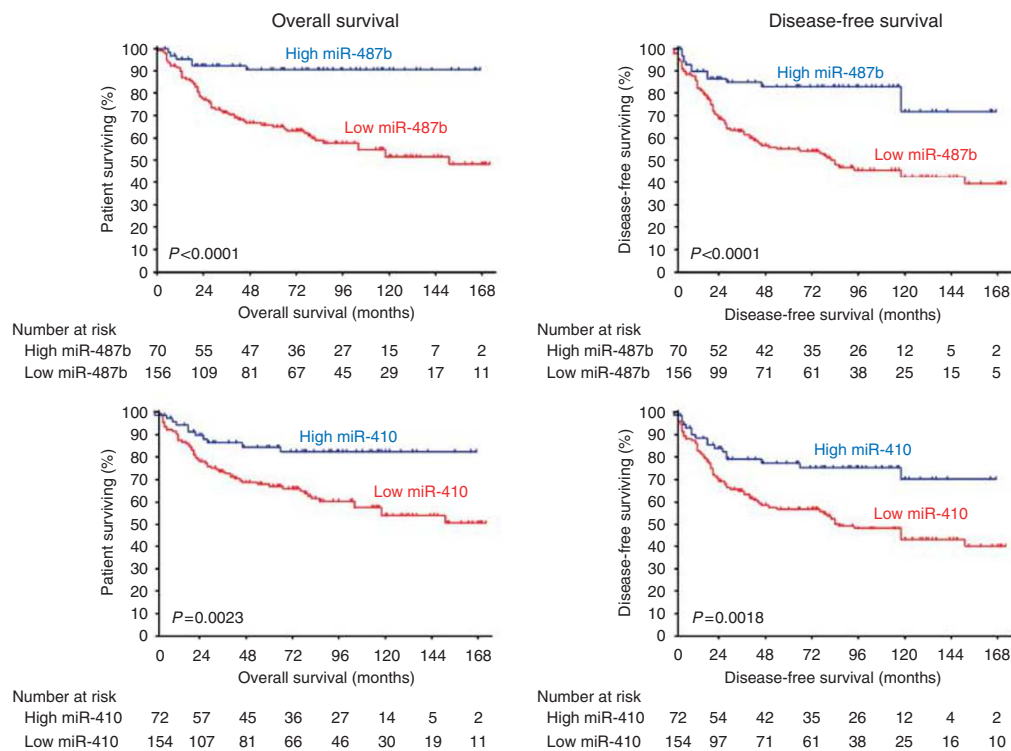 Overall survival
100
90
80
70
60
50
40
30
20
10
0
Patient surviving (%)
High miR-487b
Low miR-487b
P<0.0001
0 24 48 72 96 120 144 168
Overall survival (months)
Number at risk
High miR-487b 70 55 47 36 27 15 7 2
Low miR-487b 156 109 81 67 45 29 17 11
Disease-free survival
100
90
80
70
60
50
40
30
20
10
0
Disease-free surviving (%)
High miR-487b
Low miR-487b
P<0.0001
0 24 48 72 96 120 144 168
Disease-free survival (months)
Number at risk
High miR-487b 70 52 42 35 26 12 5 2
Low miR-487b 156 99 71 61 38 25 15 5
100
90
80
70
60
50
40
30
20
10
0
Patient surviving (%)
High miR-410
Low miR-410
P=0.0023
0 24 48 72 96 120 144 168
Overall survival (months)
Number at risk
High miR-410 72 57 45 36 27 14 5 2
Low miR-410 154 107 81 66 46 30 19 11
100
90
80
70
60
50
40
30
20
10
0
Disease-free surviving (%)
High miR-410
Low miR-410
P=0.0018
0 24 48 72 96 120 144 168
Disease-free survival (months)
Number at risk
High miR-410 72 54 42 35 26 12 4 2
Low miR-410 154 97 71 61 38 25 16 10